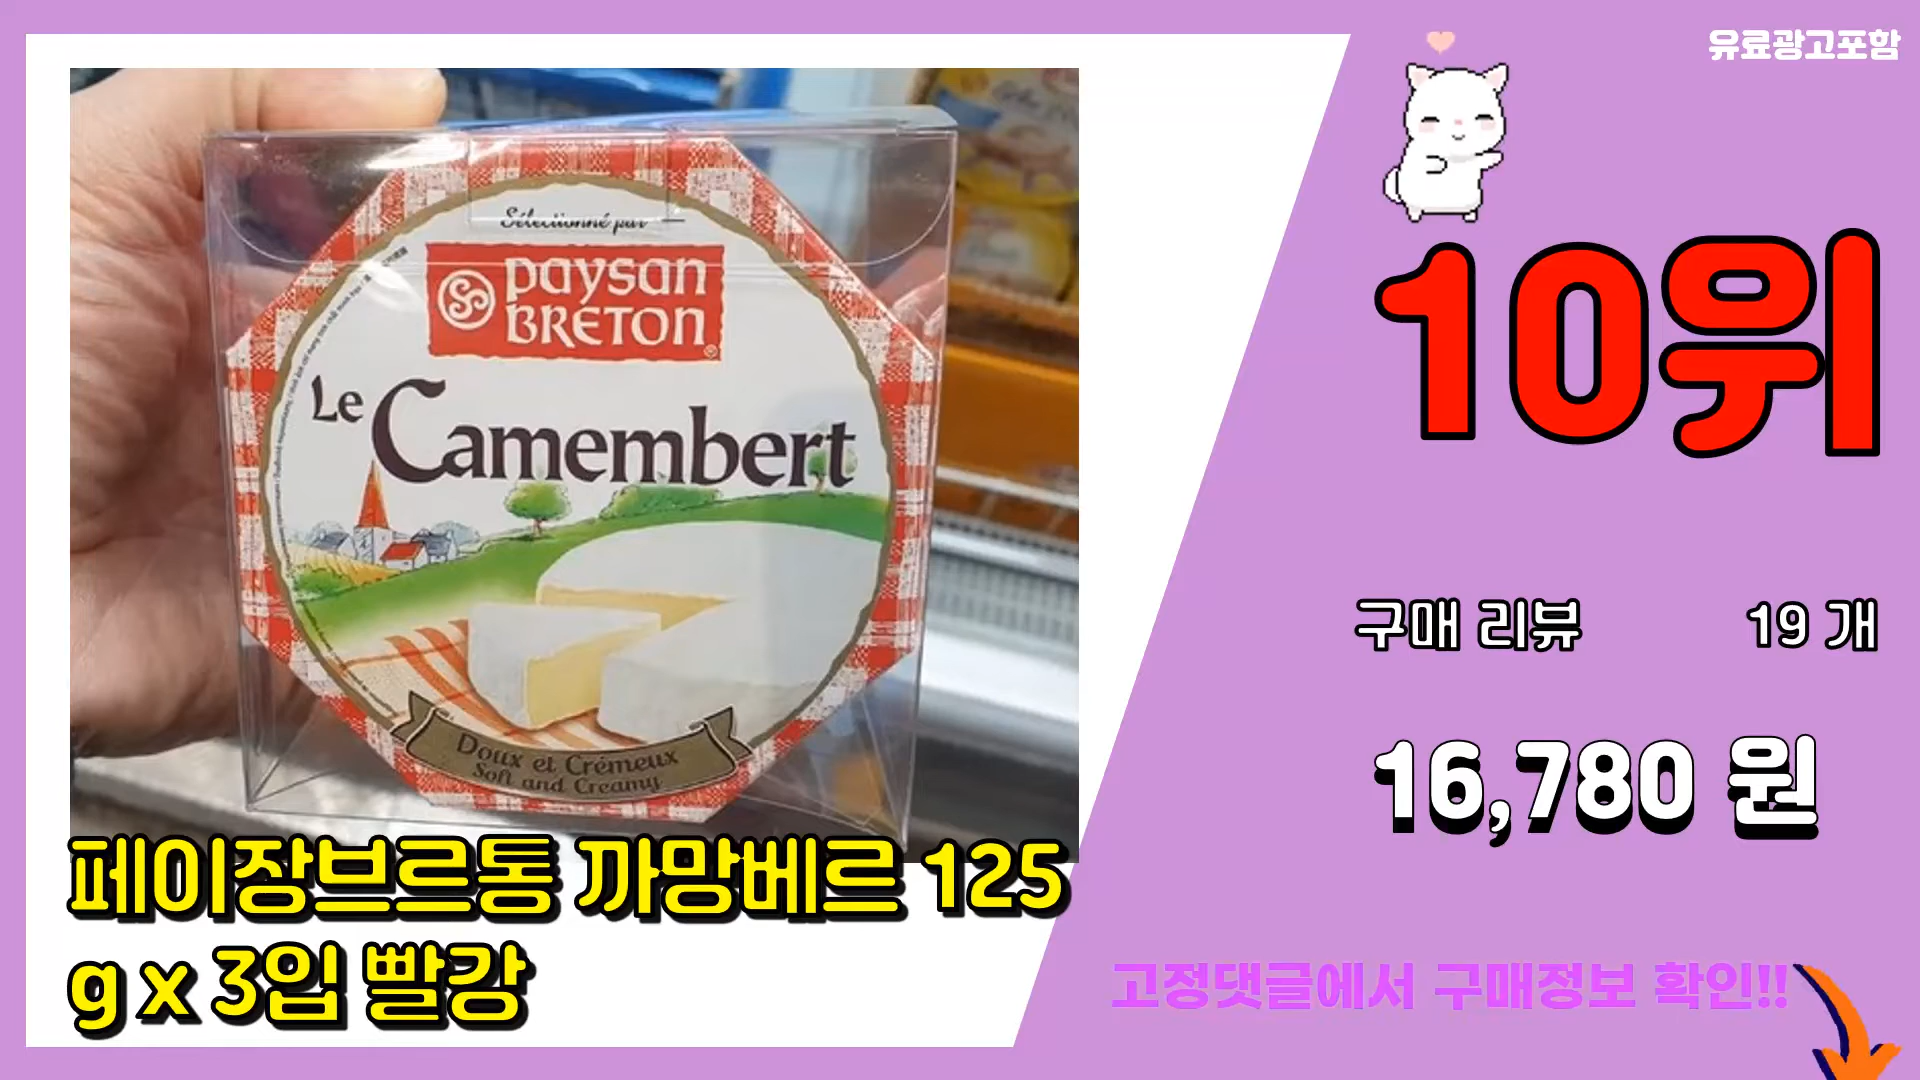 유료광고포함
Sélectionné par
paysan
BRETON
Le Camembert
Doux et Crémeux
Soft and Creamy
10위
구매 리뷰 19 개
16,780 원
페이장브르통 까망베르 125
g x 3입 빨강
고정댓글에서 구매정보 확인!!